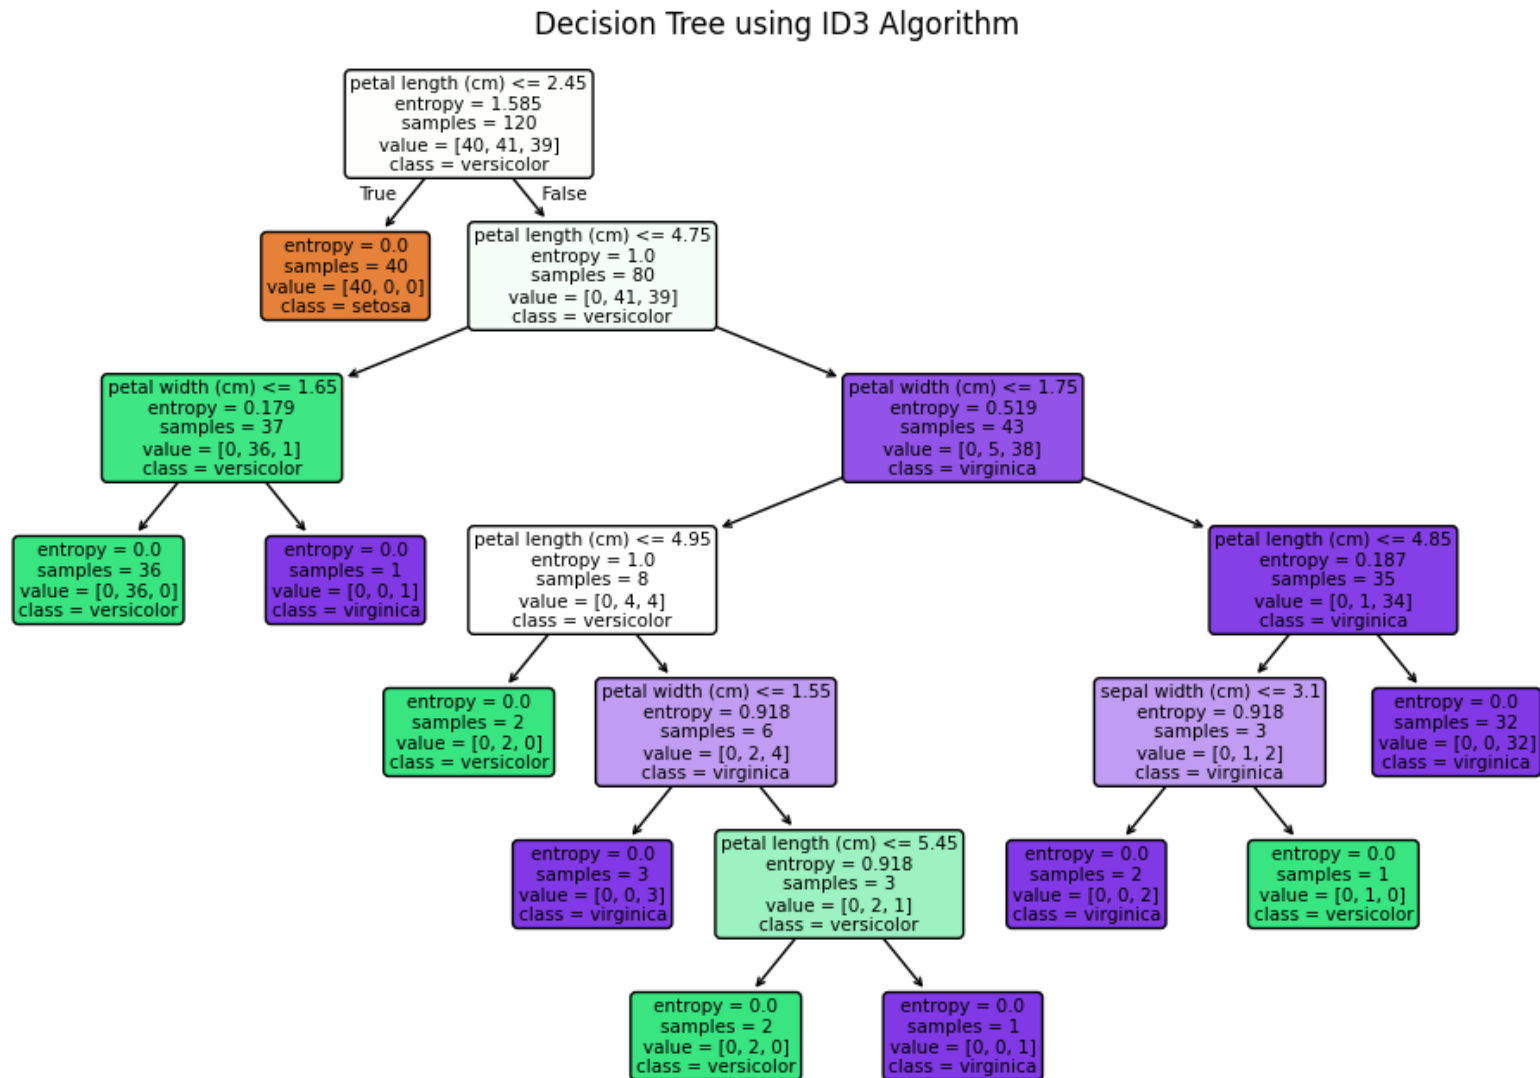 Decision Tree using ID3 Algorithm
petal length (cm) <= 2.45
entropy = 1.585
samples = 120
value = [40, 41, 39]
class = versicolor
True
False
entropy = 0.0
samples = 40
value = [40, 0, 0]
class = setosa
petal length (cm) <= 4.75
entropy = 1.0
samples = 80
value = [0, 41, 39]
class = versicolor
petal width (cm) <= 1.65
entropy = 0.179
samples = 37
value = [0, 36, 1]
class = versicolor
petal width (cm) <= 1.75
entropy = 0.519
samples = 43
value = [0, 5, 38]
class = virginica
entropy = 0.0
samples = 36
value = [0, 36, 0]
class = versicolor
entropy = 0.0
samples = 1
value = [0, 0, 1]
class = virginica
petal length (cm) <= 4.95
entropy = 1.0
samples = 8
value = [0, 4, 4]
class = versicolor
petal length (cm) <= 4.85
entropy = 0.187
samples = 35
value = [0, 1, 34]
class = virginica
entropy = 0.0
samples = 2
value = [0, 2, 0]
class = versicolor
petal width (cm) <= 1.55
entropy = 0.918
samples = 6
value = [0, 2, 4]
class = virginica
sepal width (cm) <= 3.1
entropy = 0.918
samples = 3
value = [0, 1, 2]
class = virginica
entropy = 0.0
samples = 32
value = [0, 0, 32]
class = virginica
entropy = 0.0
samples = 3
value = [0, 0, 3]
class = virginica
petal length (cm) <= 5.45
entropy = 0.918
samples = 3
value = [0, 2, 1]
class = versicolor
entropy = 0.0
samples = 2
value = [0, 0, 2]
class = virginica
entropy = 0.0
samples = 1
value = [0, 1, 0]
class = versicolor
entropy = 0.0
samples = 2
value = [0, 2, 0]
class = versicolor
entropy = 0.0
samples = 1
value = [0, 0, 1]
class = virginica